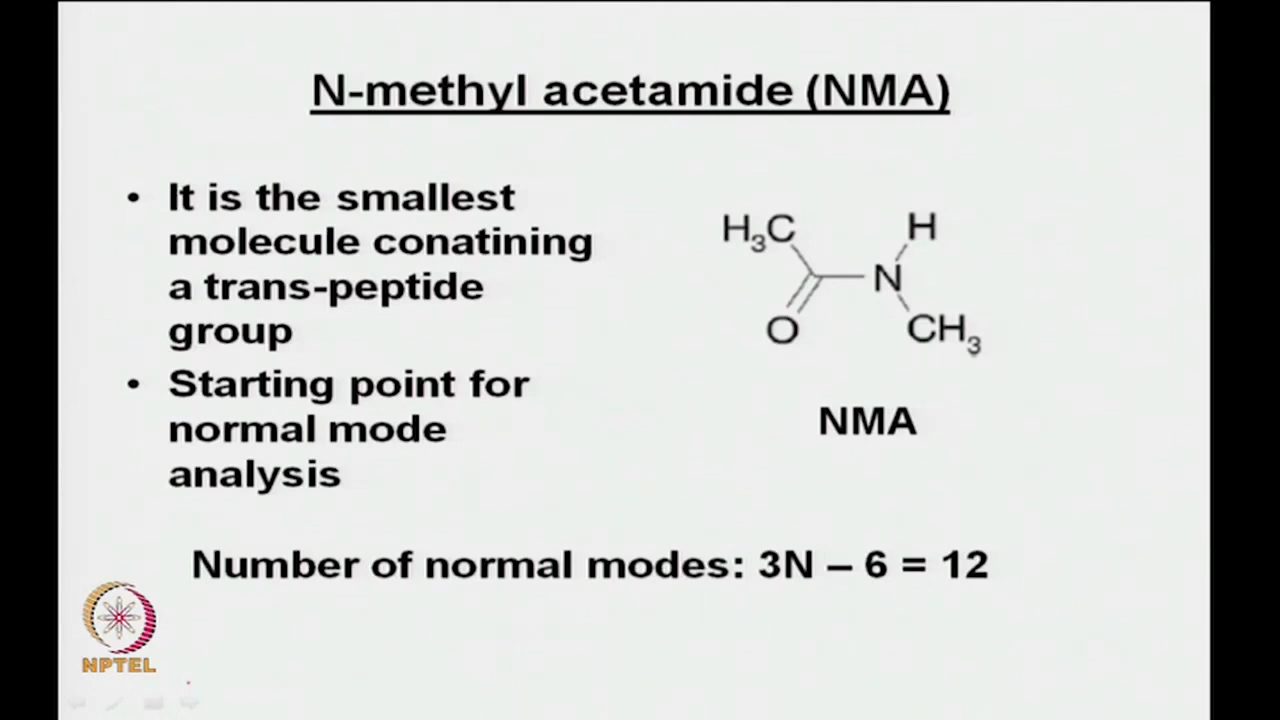 N-methyl acetamide (NMA)
• It is the smallest
molecule conatining
a trans-peptide
group
• Starting point for
normal mode
analysis
H₃C
H
N
O
CH₃
NMA
Number of normal modes: 3N – 6 = 12
NPTEL